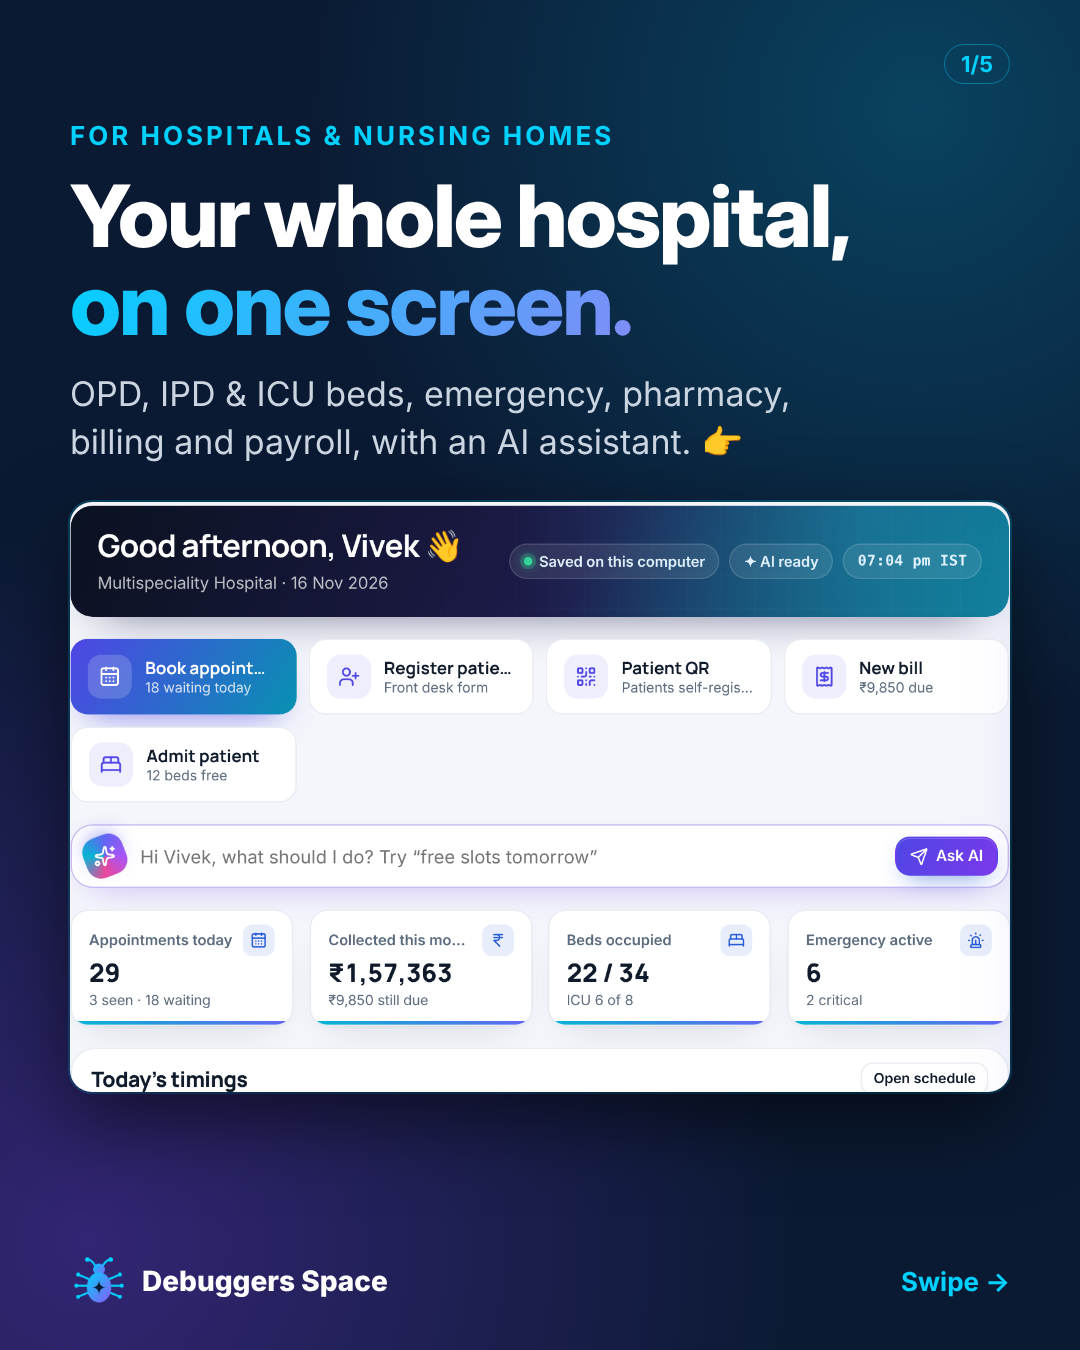 1/5
FOR HOSPITALS & NURSING HOMES
Your whole hospital,
on one screen.
OPD, IPD & ICU beds, emergency, pharmacy,
billing and payroll, with an AI assistant. 👉
Good afternoon, Vivek 👋
Multispeciality Hospital · 16 Nov 2026
Saved on this computer
✦ AI ready
07:04 pm IST
Book appoint...
18 waiting today
Register patie...
Front desk form
Patient QR
Patients self-regis...
New bill
₹9,850 due
Admit patient
12 beds free
Hi Vivek, what should I do? Try “free slots tomorrow”
Ask AI
Appointments today
29
3 seen · 18 waiting
Collected this mo...
₹1,57,363
₹9,850 still due
Beds occupied
22 / 34
ICU 6 of 8
Emergency active
6
2 critical
Today’s timings
Open schedule
Debuggers Space
Swipe →